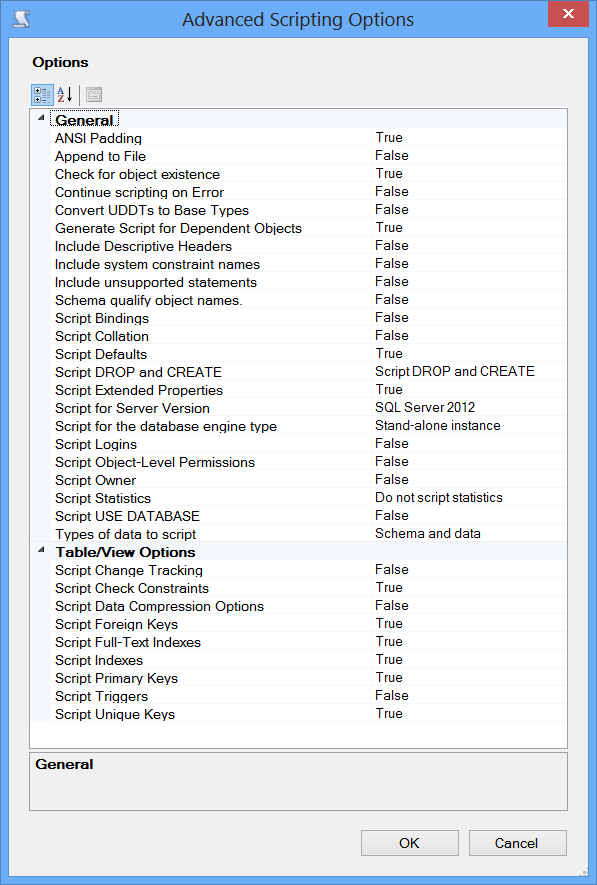 Advanced Scripting Options
Options
General
ANSI Padding True
Append to File False
Check for object existence True
Continue scripting on Error False
Convert UDDTs to Base Types False
Generate Script for Dependent Objects True
Include Descriptive Headers False
Include system constraint names False
Include unsupported statements False
Schema qualify object names. False
Script Bindings False
Script Collation False
Script Defaults True
Script DROP and CREATE Script DROP and CREATE
Script Extended Properties True
Script for Server Version SQL Server 2012
Script for the database engine type Stand-alone instance
Script Logins False
Script Object-Level Permissions False
Script Owner False
Script Statistics Do not script statistics
Script USE DATABASE False
Types of data to script Schema and data
Table/View Options
Script Change Tracking False
Script Check Constraints True
Script Data Compression Options False
Script Foreign Keys True
Script Full-Text Indexes True
Script Indexes True
Script Primary Keys True
Script Triggers False
Script Unique Keys True
General
OK Cancel